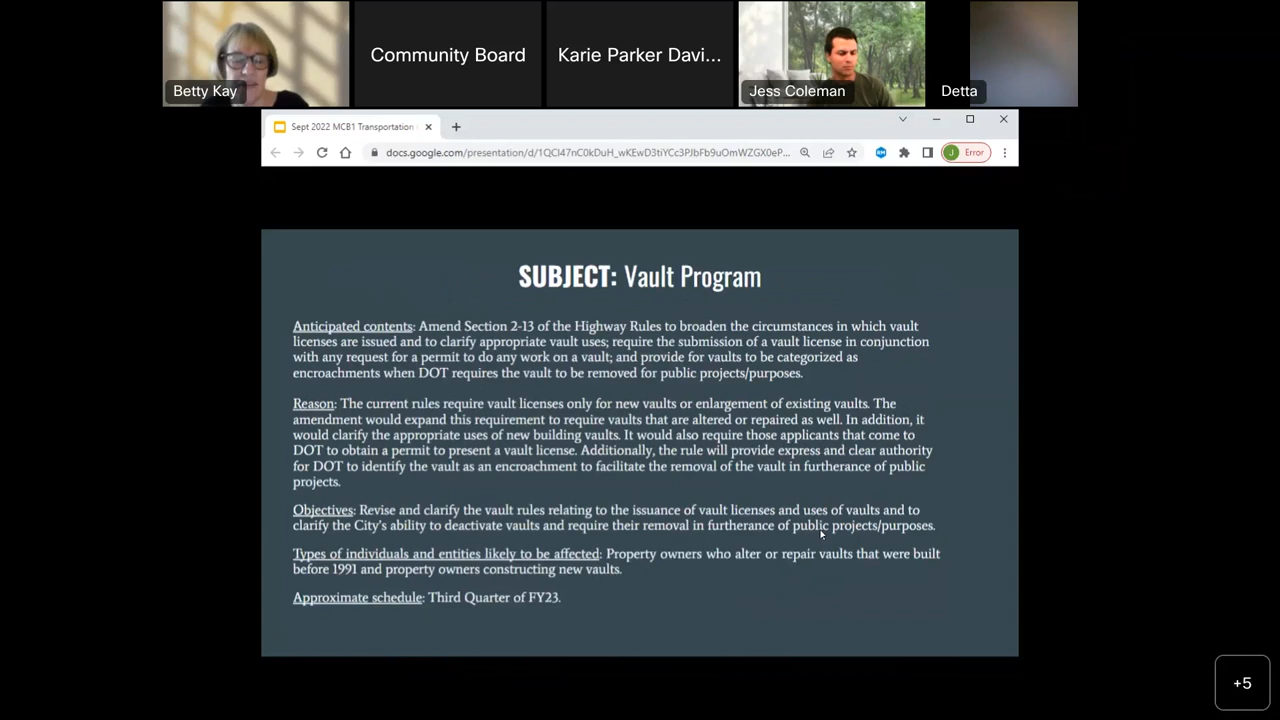 Betty Kay
Community Board
Karie Parker Davi...
Jess Coleman
Detta
Sept 2022 MCB1 Transportation
docs.google.com/presentation/d/1QCl47nC0kDuH_wKEwD3tiYCc3PJbFb9uOmWZGX0eP...
J Error
SUBJECT: Vault Program
Anticipated contents: Amend Section 2-13 of the Highway Rules to broaden the circumstances in which vault
licenses are issued and to clarify appropriate vault uses; require the submission of a vault license in conjunction
with any request for a permit to do any work on a vault; and provide for vaults to be categorized as
encroachments when DOT requires the vault to be removed for public projects/purposes.
Reason: The current rules require vault licenses only for new vaults or enlargement of existing vaults. The
amendment would expand this requirement to require vaults that are altered or repaired as well. In addition, it
would clarify the appropriate uses of new building vaults. It would also require those applicants that come to
DOT to obtain a permit to present a vault license. Additionally, the rule will provide express and clear authority
for DOT to identify the vault as an encroachment to facilitate the removal of the vault in furtherance of public
projects.
Objectives: Revise and clarify the vault rules relating to the issuance of vault licenses and uses of vaults and to
clarify the City's ability to deactivate vaults and require their removal in furtherance of public projects/purposes.
Types of individuals and entities likely to be affected: Property owners who alter or repair vaults that were built
before 1991 and property owners constructing new vaults.
Approximate schedule: Third Quarter of FY23.
+5